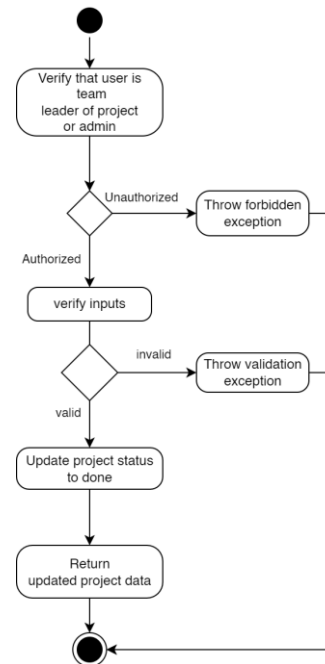 Verify that user is
team
leader of project
or admin
Unauthorized
Throw forbidden
exception
Authorized
verify inputs
invalid
Throw validation
exception
valid
Update project status
to done
Return
updated project data